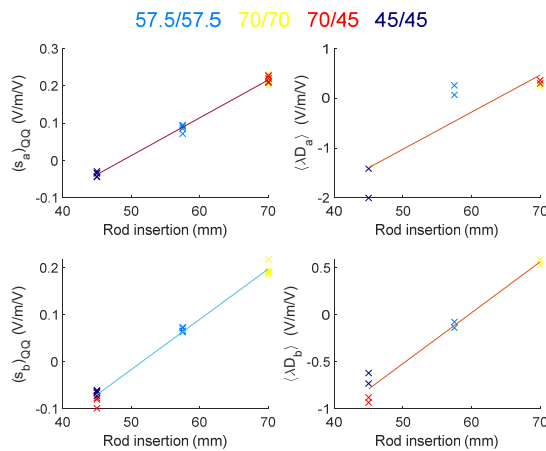 57.5/57.5 70/70 70/45 45/45
(s_a)_QQ (V/m/V)
0.3
0.2
0.1
0
-0.1
40 50 60 70
Rod insertion (mm)
⟨λD_a⟩ (V/m/V)
1
0
-1
-2
40 50 60 70
Rod insertion (mm)
(s_b)_QQ (V/m/V)
0.2
0.1
0
-0.1
40 50 60 70
Rod insertion (mm)
⟨λD_b⟩ (V/m/V)
0.5
0
-0.5
-1
40 50 60 70
Rod insertion (mm)